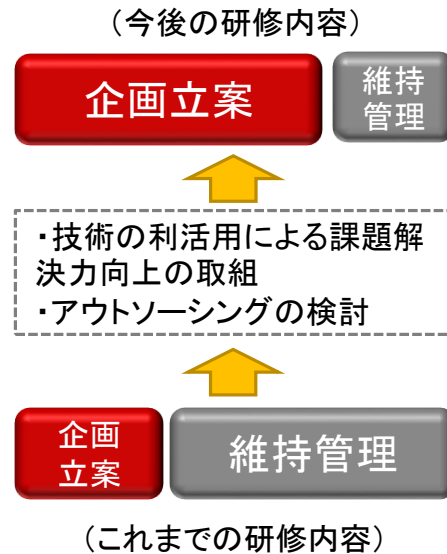 (今後の研修内容)
企画立案
維持
管理
・技術の利活用による課題解
決力向上の取組
・アウトソーシングの検討
企画
立案
維持管理
(これまでの研修内容)